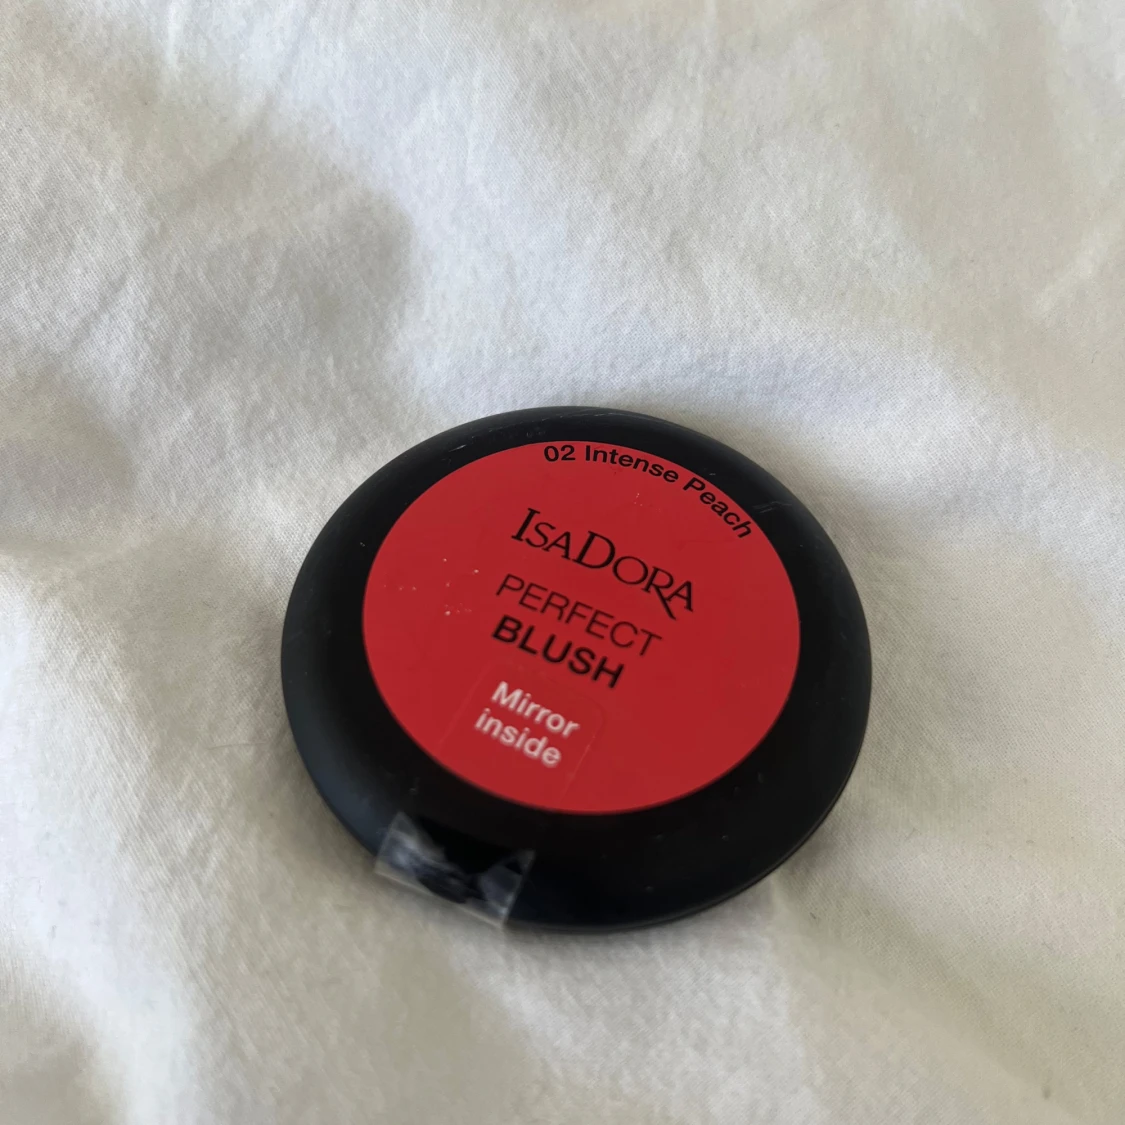 02 Intense Peach
ISADORA
PERFECT
BLUSH
Mirror
inside